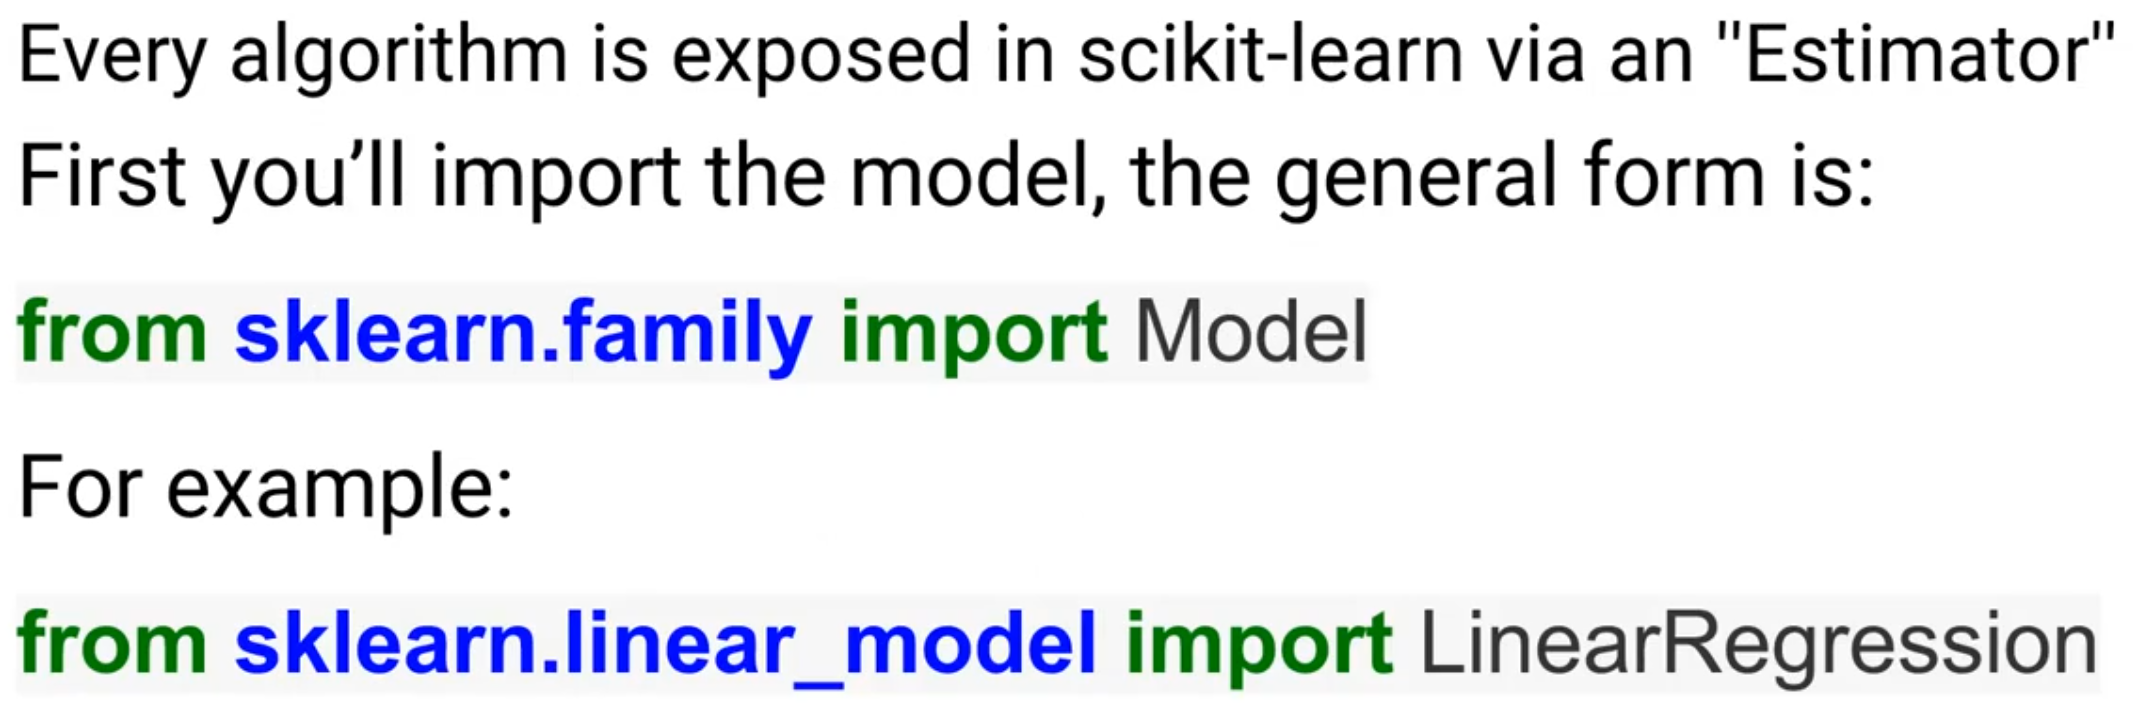 Every algorithm is exposed in scikit-learn via an "Estimator"
First you’ll import the model, the general form is:
from sklearn.family import Model
For example:
from sklearn.linear_model import LinearRegression